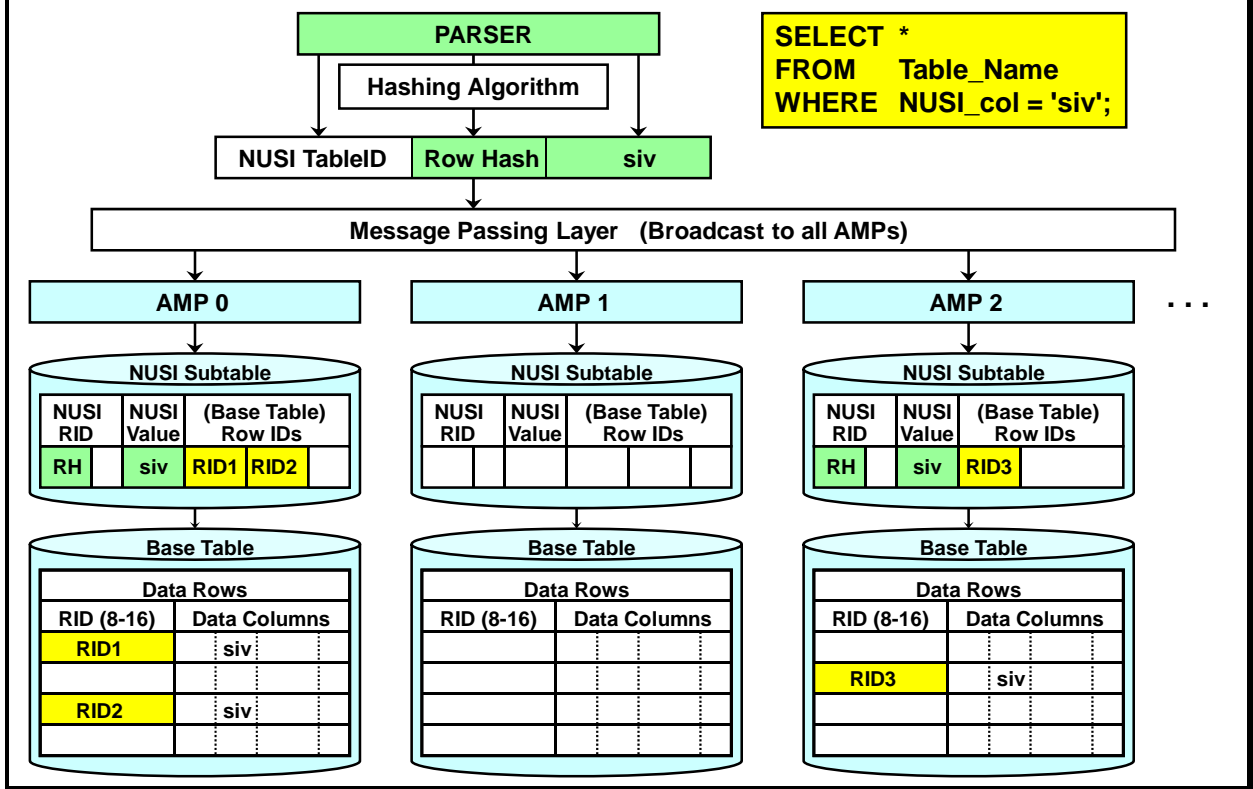 PARSER
SELECT *
FROM Table_Name
WHERE NUSI_col = 'siv';
Hashing Algorithm
NUSI TableID Row Hash siv
Message Passing Layer (Broadcast to all AMPs)
AMP 0 AMP 1 AMP 2 . . .
NUSI Subtable
NUSI NUSI (Base Table)
RID Value Row IDs
RH siv RID1 RID2
NUSI Subtable
NUSI NUSI (Base Table)
RID Value Row IDs
NUSI Subtable
NUSI NUSI (Base Table)
RID Value Row IDs
RH siv RID3
Base Table
Data Rows
RID (8-16) Data Columns
RID1 siv
RID2 siv
Base Table
Data Rows
RID (8-16) Data Columns
Base Table
Data Rows
RID (8-16) Data Columns
RID3 siv